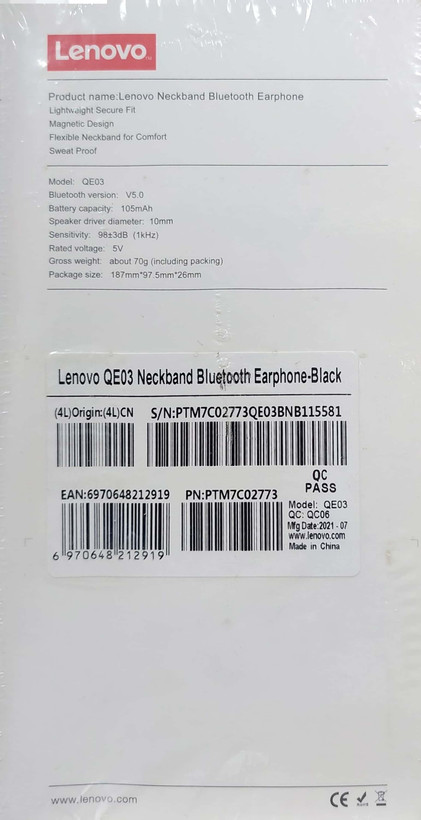 Lenovo
Product name:Lenovo Neckband Bluetooth Earphone
Lightweight Secure Fit
Magnetic Design
Flexible Neckband for Comfort
Sweat Proof
Model: QE03
Bluetooth version: V5.0
Battery capacity: 105mAh
Speaker driver diameter: 10mm
Sensitivity: 98±3dB (1kHz)
Rated voltage: 5V
Gross weight: about 70g (including packing)
Package size: 187mm*97.5mm*26mm
Lenovo QE03 Neckband Bluetooth Earphone-Black
(4L)Origin:(4L)CN S/N:PTM7C02773QE03BNB115581
QC
PASS
EAN:6970648212919 PN:PTM7C02773
Model: QE03
QC: QC06
Mfg Date:2021-07
www.lenovo.com
Made in China
6 970648 212919
www.lenovo.com
CE